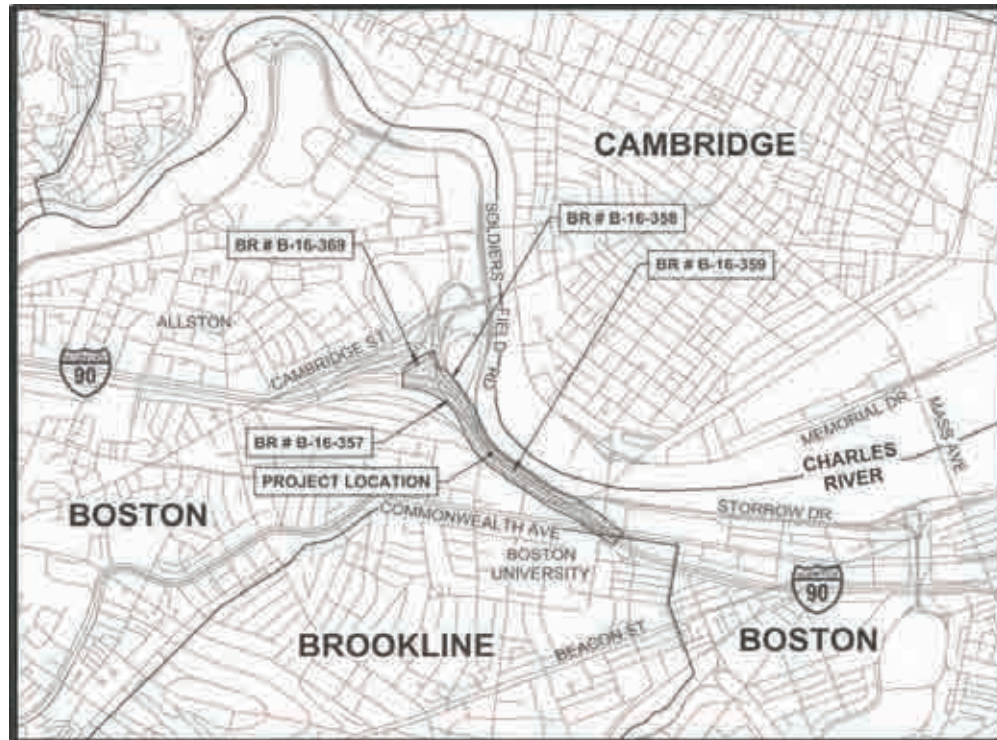 CAMBRIDGE
BR # B-16-358
BR # B-16-369
SOLDIERS FIELD RD
BR # B-16-359
ALLSTON
CAMBRIDGE ST
90
BR # B-16-357
PROJECT LOCATION
MEMORIAL DR
MASS AVE
CHARLES
RIVER
BOSTON
COMMONWEALTH AVE
STORROW DR
BOSTON
UNIVERSITY
90
BROOKLINE
BEACON ST
BOSTON